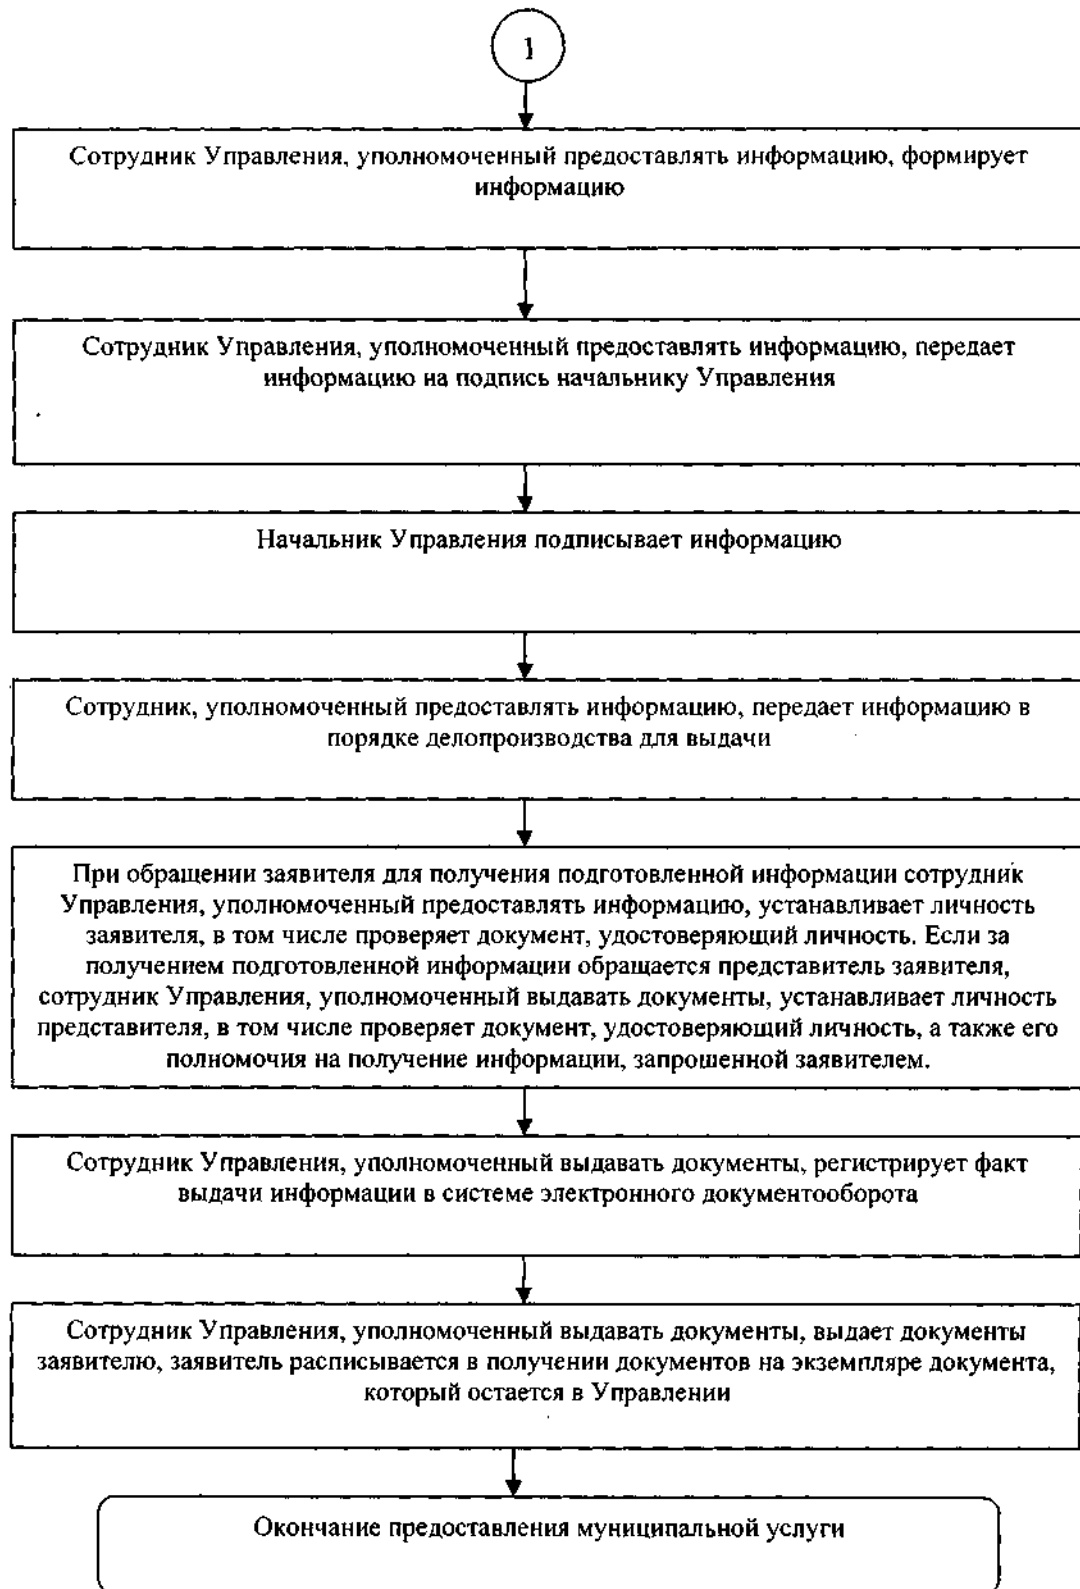 1
Сотрудник Управления, уполномоченный предоставлять информацию, формирует
информацию
Сотрудник Управления, уполномоченный предоставлять информацию, передает
информацию на подпись начальнику Управления
Начальник Управления подписывает информацию
Сотрудник, уполномоченный предоставлять информацию, передает информацию в
порядке делопроизводства для выдачи
При обращении заявителя для получения подготовленной информации сотрудник
Управления, уполномоченный предоставлять информацию, устанавливает личность
заявителя, в том числе проверяет документ, удостоверяющий личность. Если за
получением подготовленной информации обращается представитель заявителя,
сотрудник Управления, уполномоченный выдавать документы, устанавливает личность
представителя, в том числе проверяет документ, удостоверяющий личность, а также его
полномочия на получение информации, запрошенной заявителем.
Сотрудник Управления, уполномоченный выдавать документы, регистрирует факт
выдачи информации в системе электронного документооборота
Сотрудник Управления, уполномоченный выдавать документы, выдает документы
заявителю, заявитель расписывается в получении документов на экземпляре документа,
который остается в Управлении
Окончание предоставления муниципальной услуги